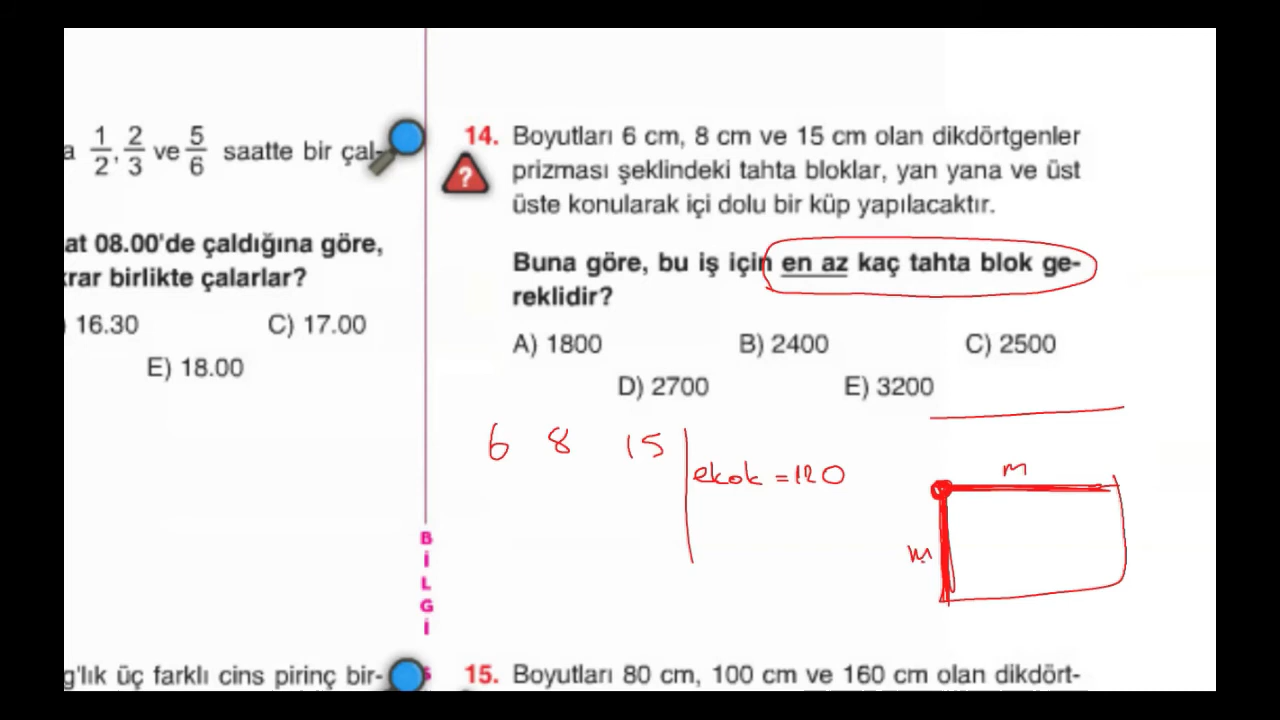 a 1/2, 2/3 ve 5/6 saatte bir çal-
at 08.00'de çaldığına göre,
krar birlikte çalarlar?
) 16.30 C) 17.00
E) 18.00
g'lık üç farklı cins pirinç bir-
BİLGİ
14. Boyutları 6 cm, 8 cm ve 15 cm olan dikdörtgenler
?
prizması şeklindeki tahta bloklar, yan yana ve üst
üste konularak içi dolu bir küp yapılacaktır.
Buna göre, bu iş için en az kaç tahta blok ge-
reklidir?
A) 1800 B) 2400 C) 2500
D) 2700 E) 3200
6 8 15 ekok = 120
m
m
15. Boyutları 80 cm, 100 cm ve 160 cm olan dikdört-